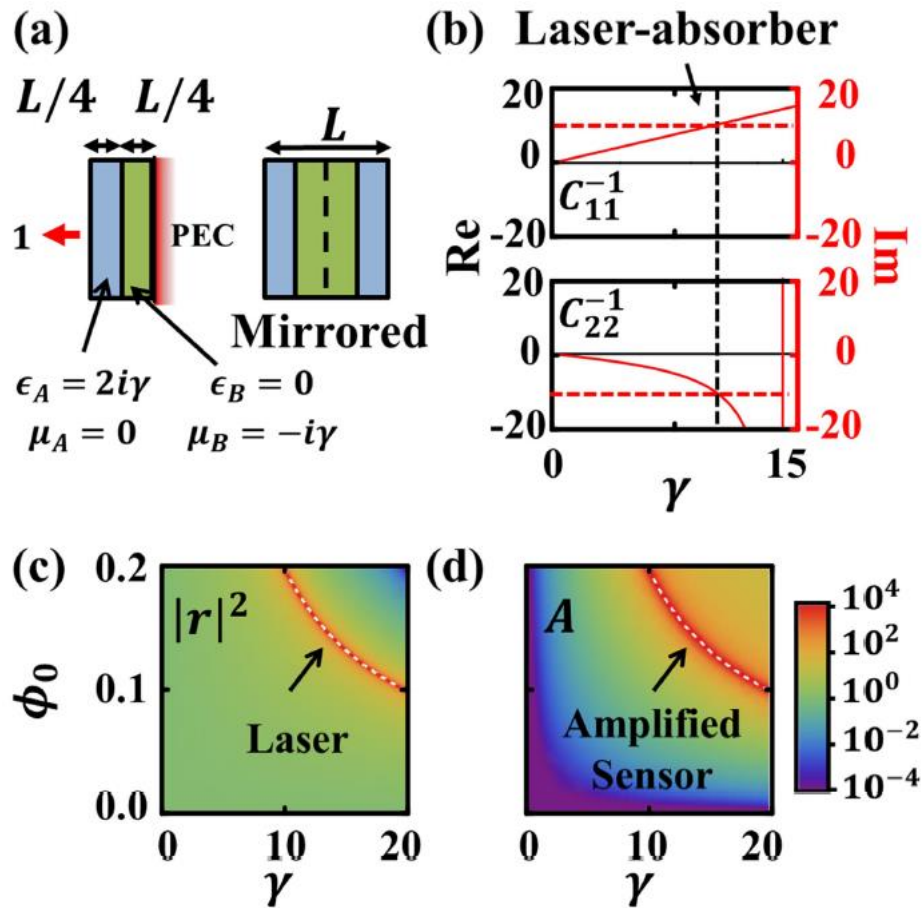 (a)
L/4 L/4
L
1
PEC
Mirrored
ϵ_A = 2iγ ϵ_B = 0
μ_A = 0 μ_B = −iγ
(b) Laser-absorber
20 20
0 0
C_{11}^{-1}
-20 -20
Re Im
20 20
C_{22}^{-1}
0 0
-20 -20
0 15
γ
(c)
0.2
|r|^2
ϕ_0
0.1
Laser
0.0
0 10 20
γ
(d)
A
Amplified
Sensor
0 10 20
γ
10^4
10^2
10^0
10^{-2}
10^{-4}